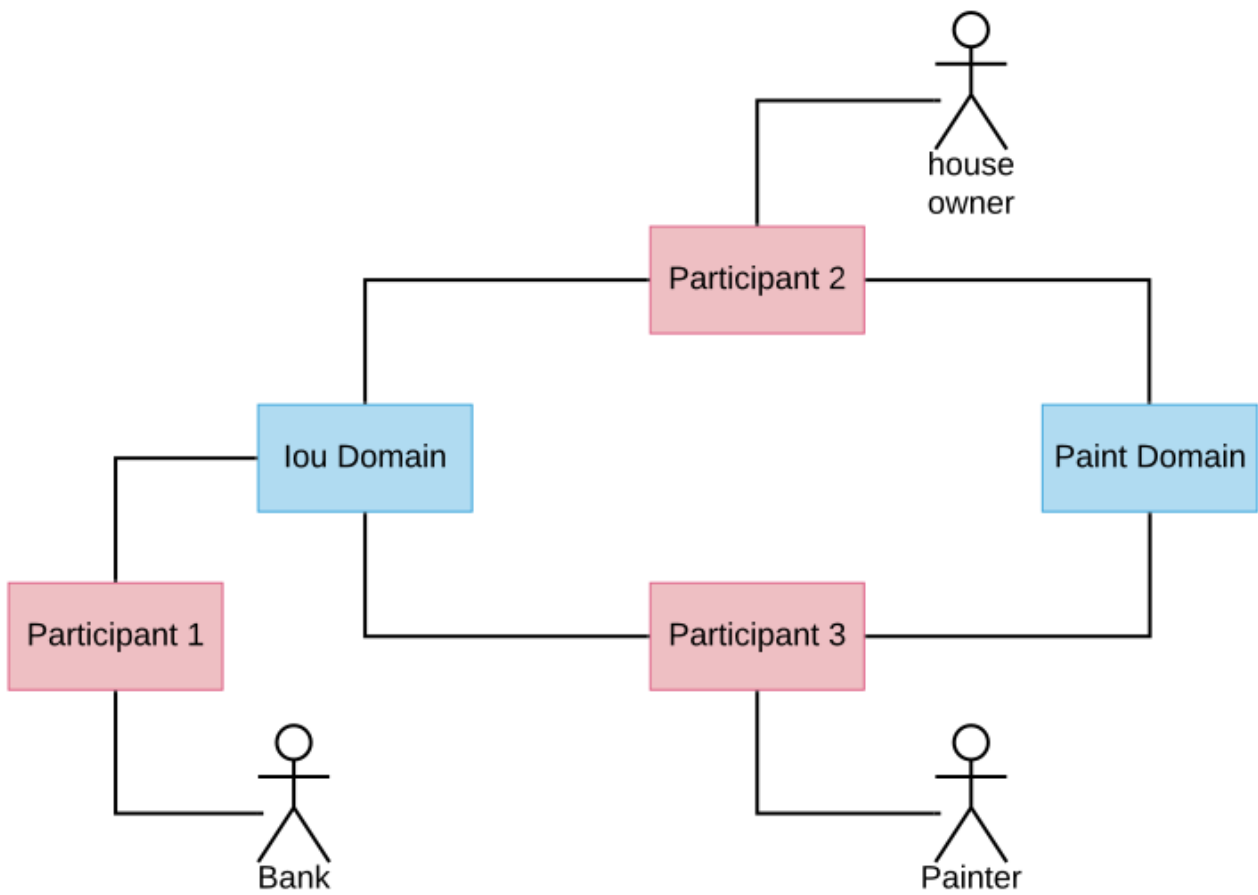 house
owner
Participant 2
Iou Domain
Paint Domain
Participant 1
Participant 3
Bank
Painter